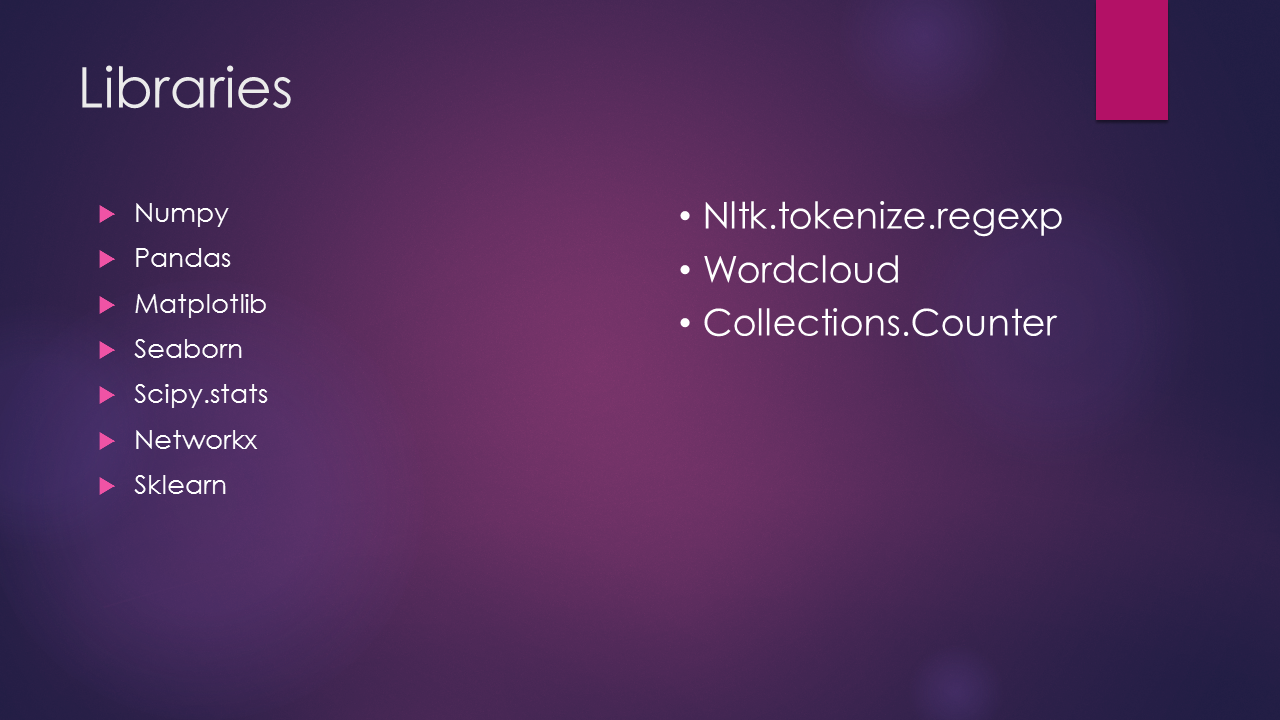 Libraries
Numpy
Pandas
Matplotlib
Seaborn
Scipy.stats
Networkx
Sklearn
Nltk.tokenize.regexp
Wordcloud
Collections.Counter